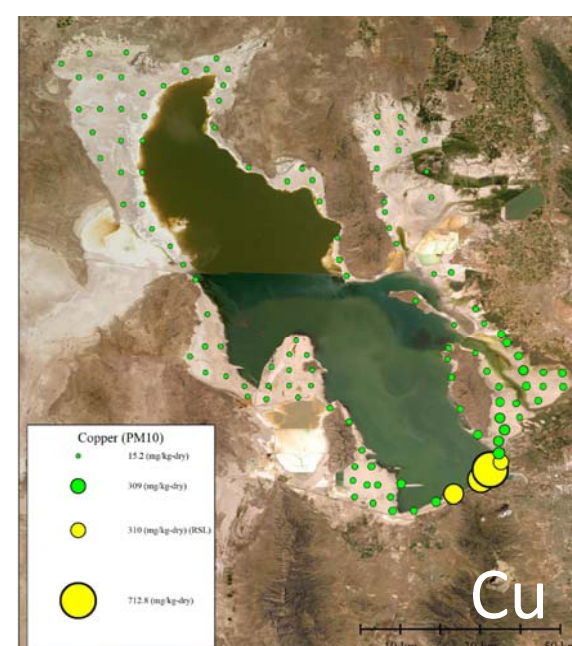 Copper (PM10)
15.2 (mg/kg-dry)
309 (mg/kg-dry)
310 (mg/kg-dry) (RSL)
712.8 (mg/kg-dry)
Cu